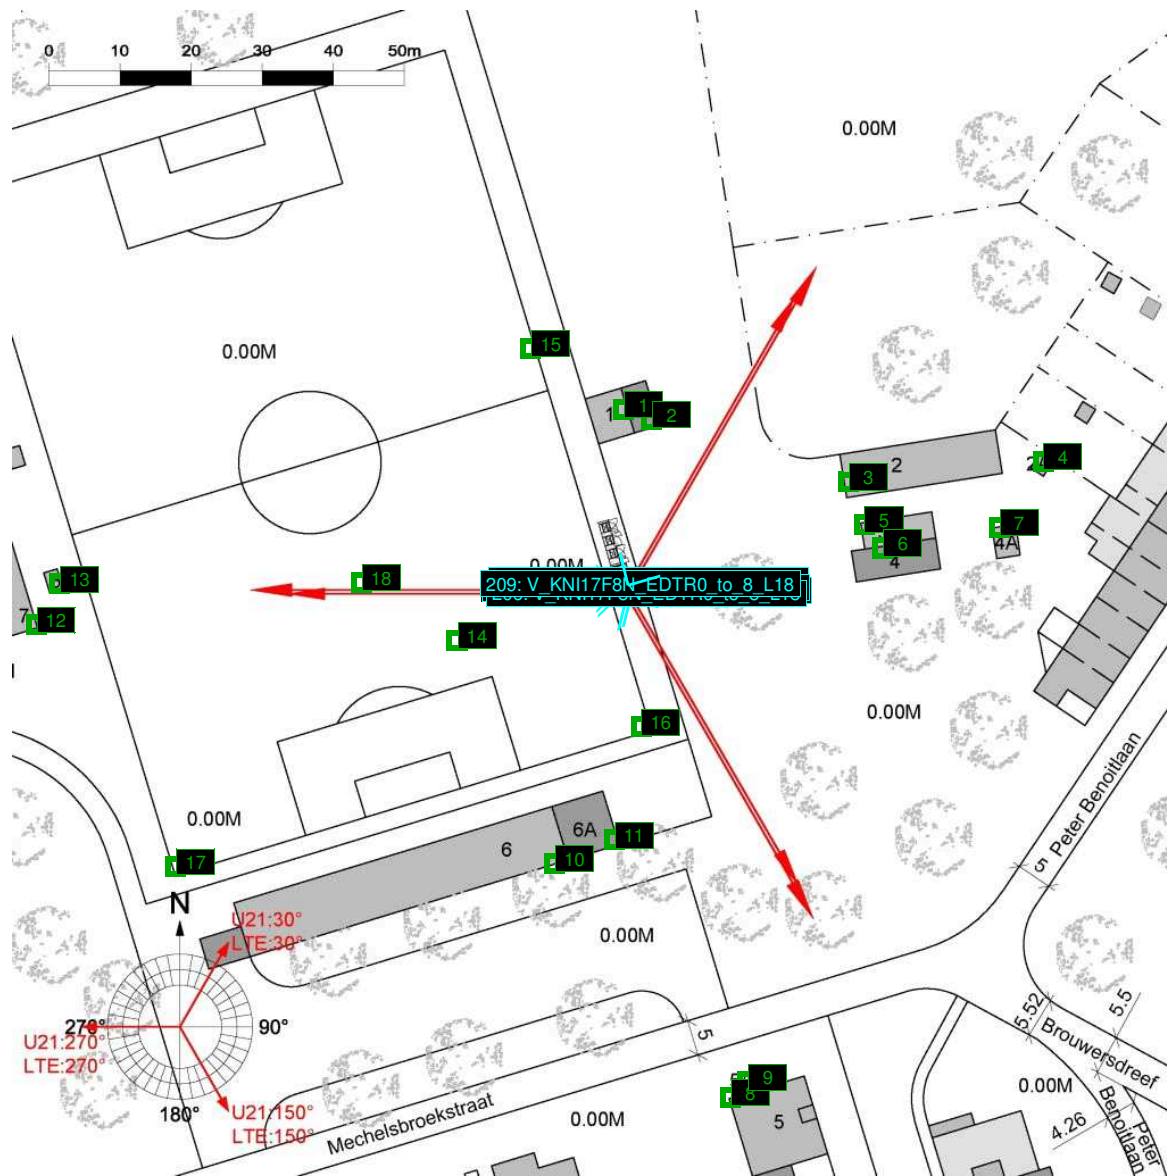 0 10 20 30 40 50m
0.00M
0.00M
15
1 1
2
2
3
4
5
6
4
7
4A
0.00M
209: V_KNI17F8N_EDTR0_to_8_L18
18
13
12
7
14
16
0.00M
0.00M
17
6
6A
11
10
N
U21:30°
LTE:30°
270°
90°
180°
U21:270°
LTE:270°
U21:150°
LTE:150°
0.00M
5
Peter Benoitlaan
5
Mechelsbroekstraat
0.00M
9
8
5
5.52
5.5
Brouwersdreef
0.00M
4.26
Peter
Benoitlaan